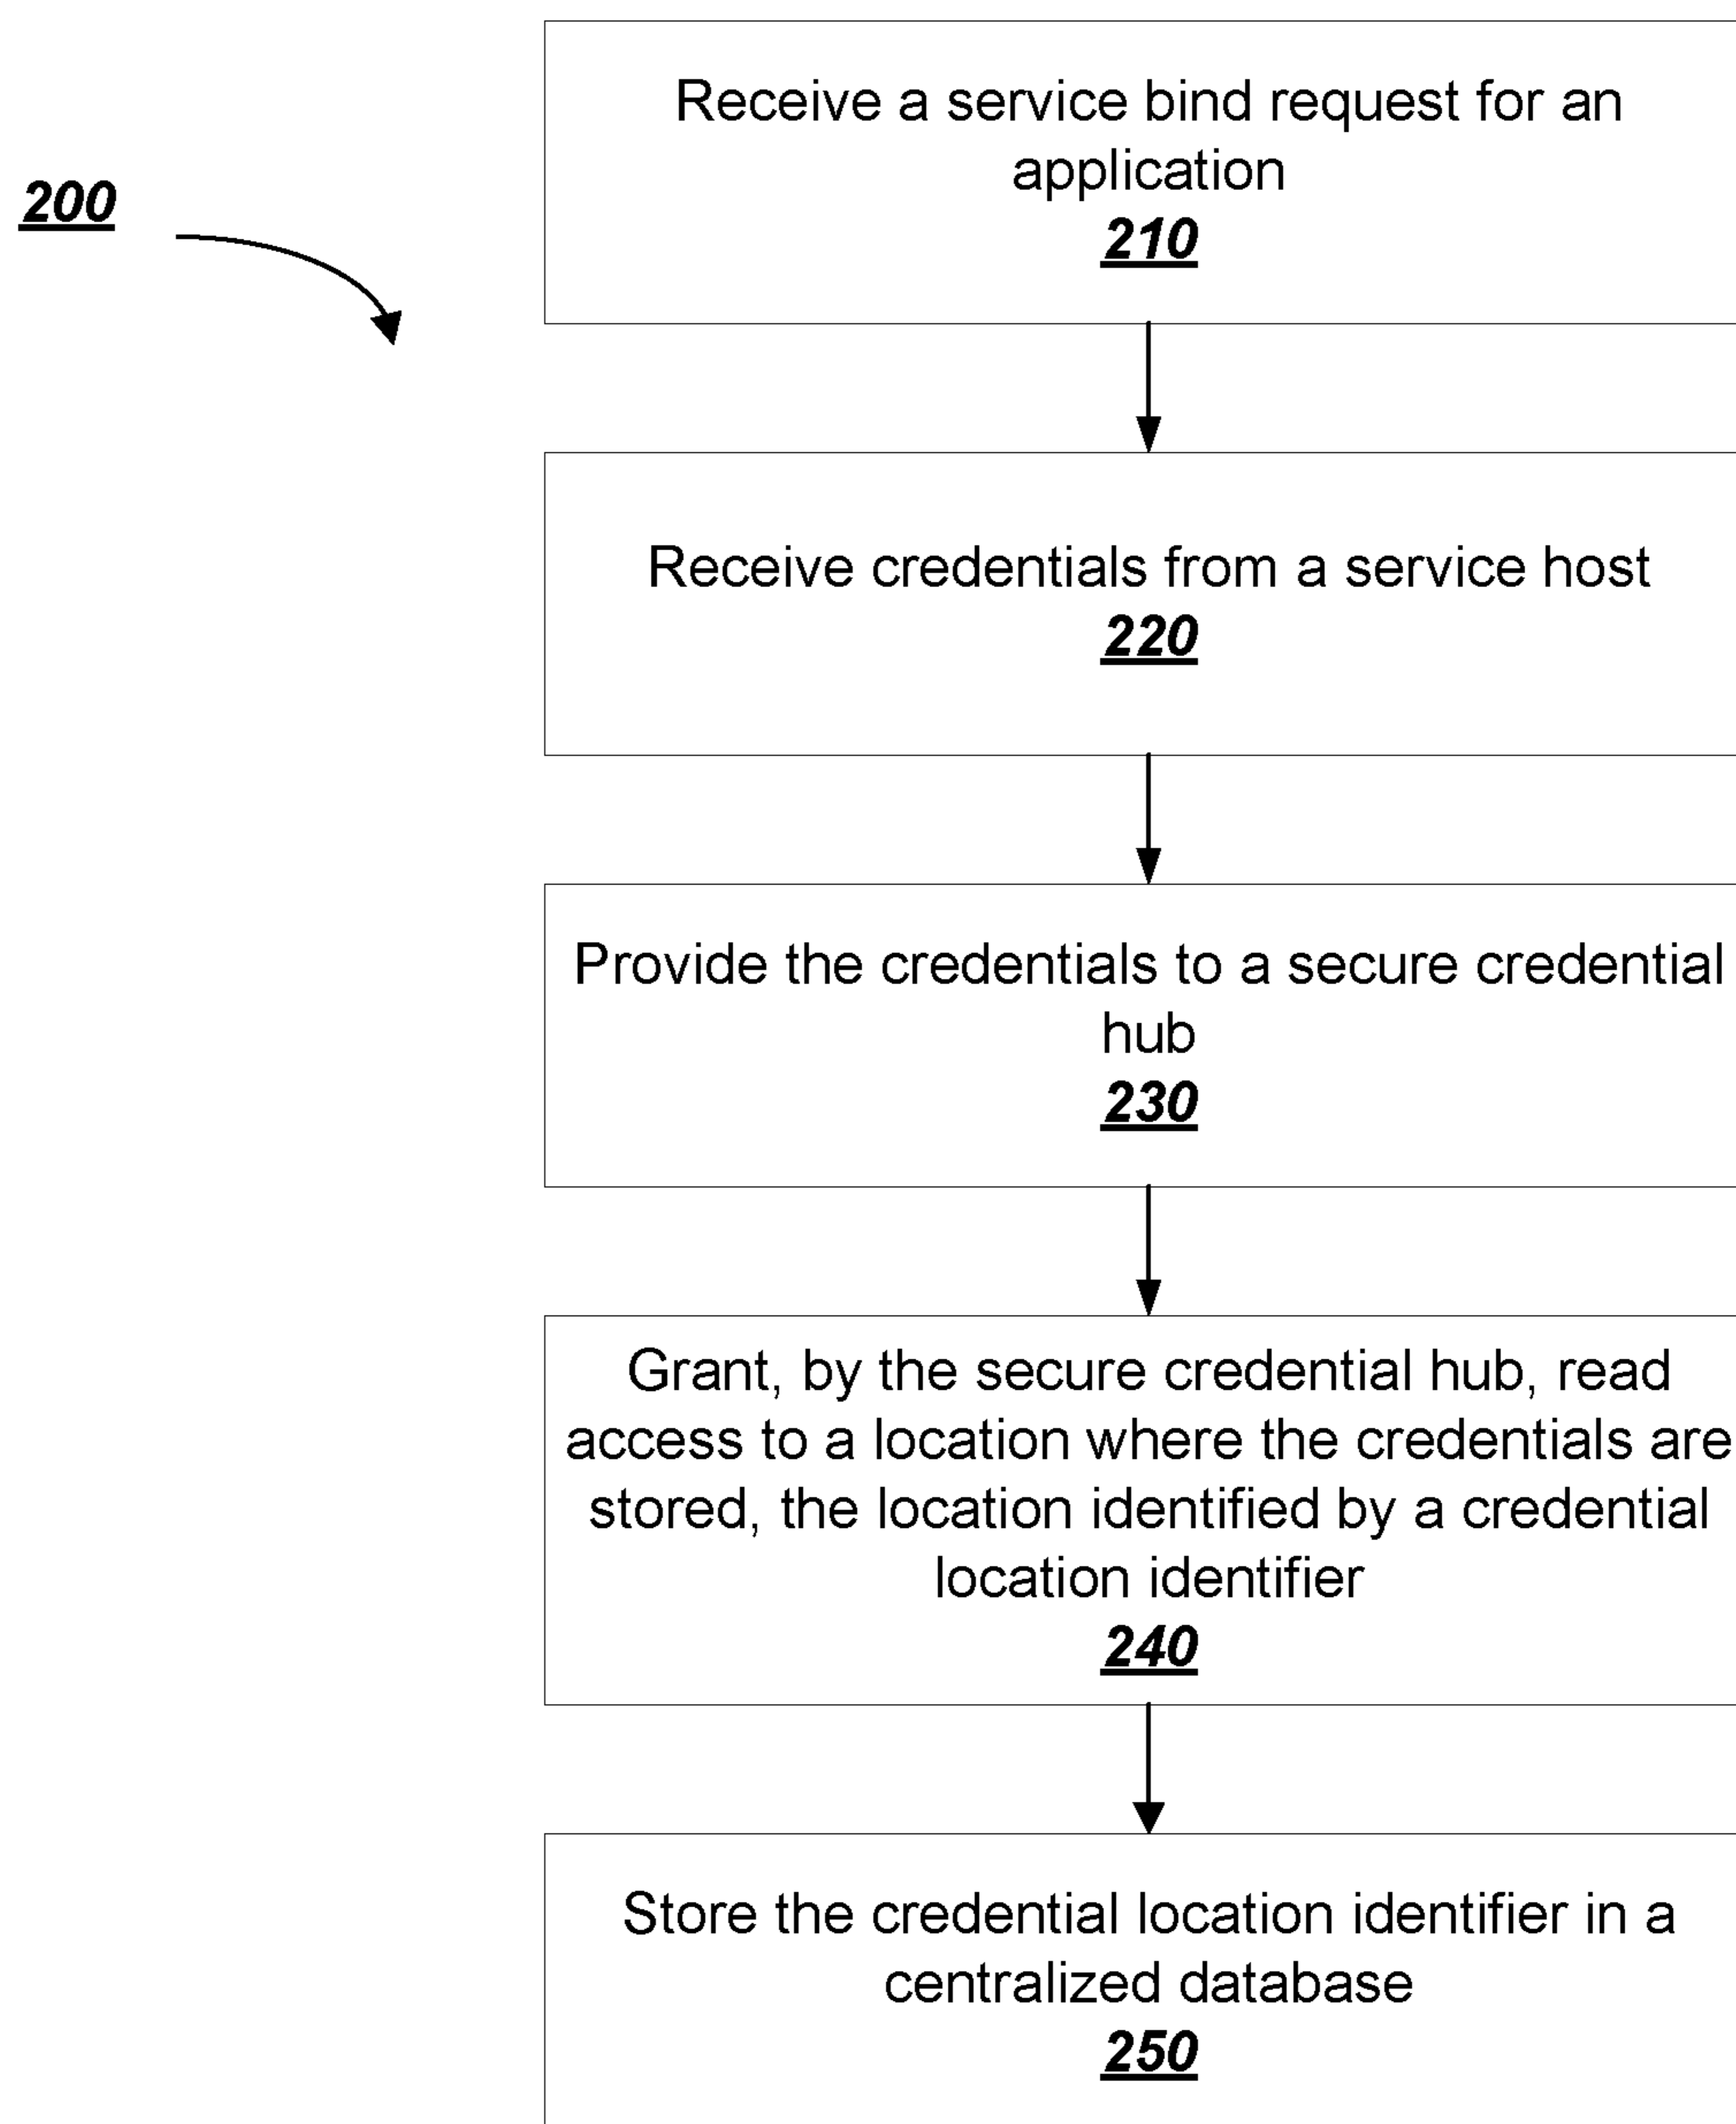 200
Receive a service bind request for an
application
210
Receive credentials from a service host
220
Provide the credentials to a secure credential
hub
230
Grant, by the secure credential hub, read
access to a location where the credentials are
stored, the location identified by a credential
location identifier
240
Store the credential location identifier in a
centralized database
250